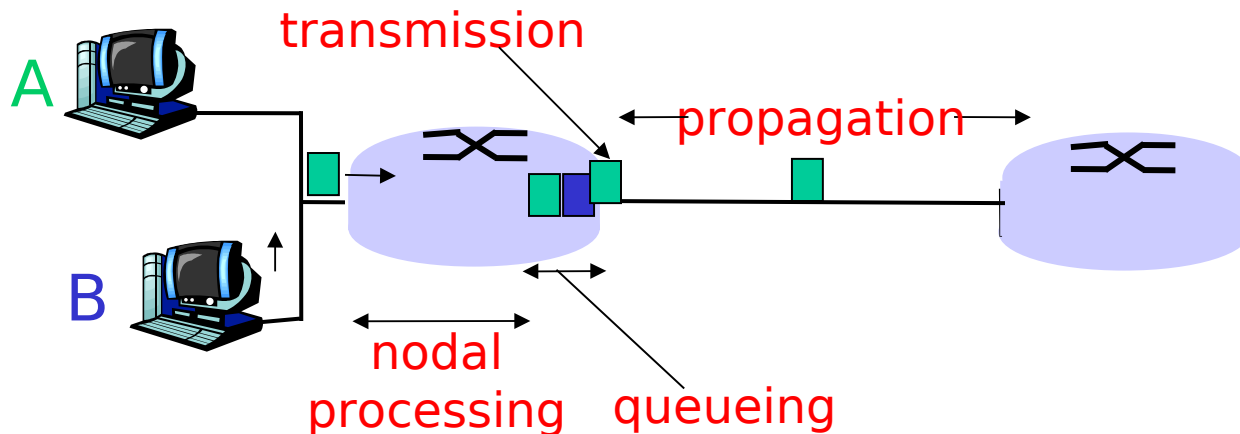 transmission
A
propagation
B
nodal
processing
queueing